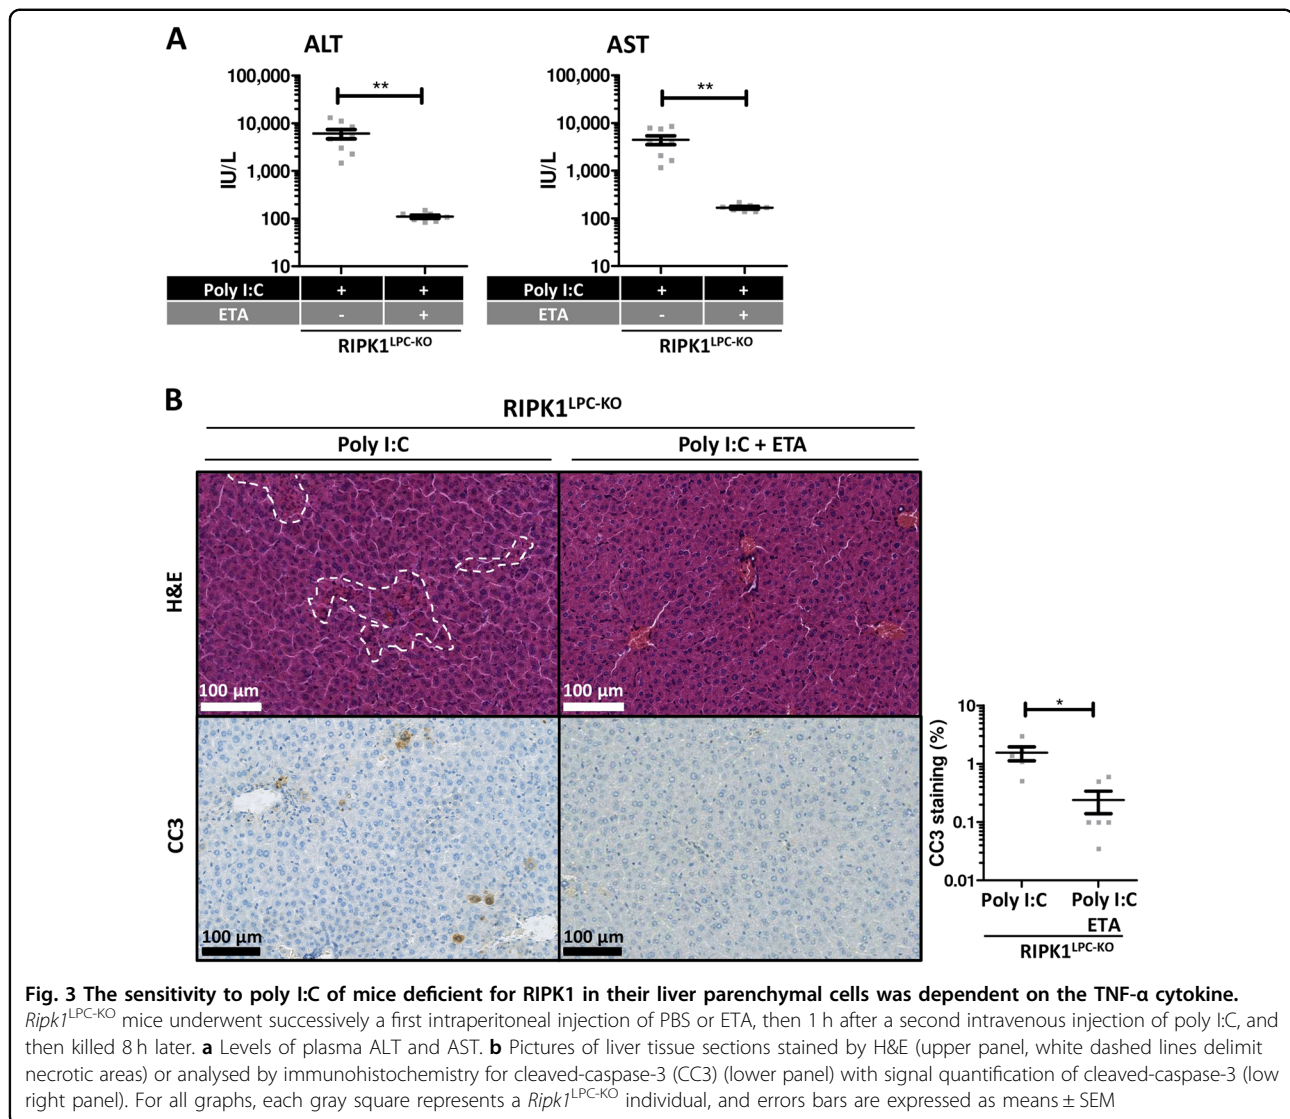 A
ALT
AST
100,000
10,000
1,000
100
10
IU/L
**
100,000
10,000
1,000
100
10
IU/L
**
Poly I:C + +
ETA - +
RIPK1LPC-KO
Poly I:C + +
ETA - +
RIPK1LPC-KO
B
RIPK1LPC-KO
Poly I:C
Poly I:C + ETA
H&E
100 µm
100 µm
CC3
100 µm
100 µm
CC3 staining (%)
10
1
0.1
0.01
*
Poly I:C
Poly I:C
ETA
RIPK1LPC-KO
Fig. 3 The sensitivity to poly I:C of mice deficient for RIPK1 in their liver parenchymal cells was dependent on the TNF-α cytokine.
Ripk1LPC-KO mice underwent successively a first intraperitoneal injection of PBS or ETA, then 1 h after a second intravenous injection of poly I:C, and
then killed 8 h later. a Levels of plasma ALT and AST. b Pictures of liver tissue sections stained by H&E (upper panel, white dashed lines delimit
necrotic areas) or analysed by immunohistochemistry for cleaved-caspase-3 (CC3) (lower panel) with signal quantification of cleaved-caspase-3 (low
right panel). For all graphs, each gray square represents a Ripk1LPC-KO individual, and errors bars are expressed as means ± SEM